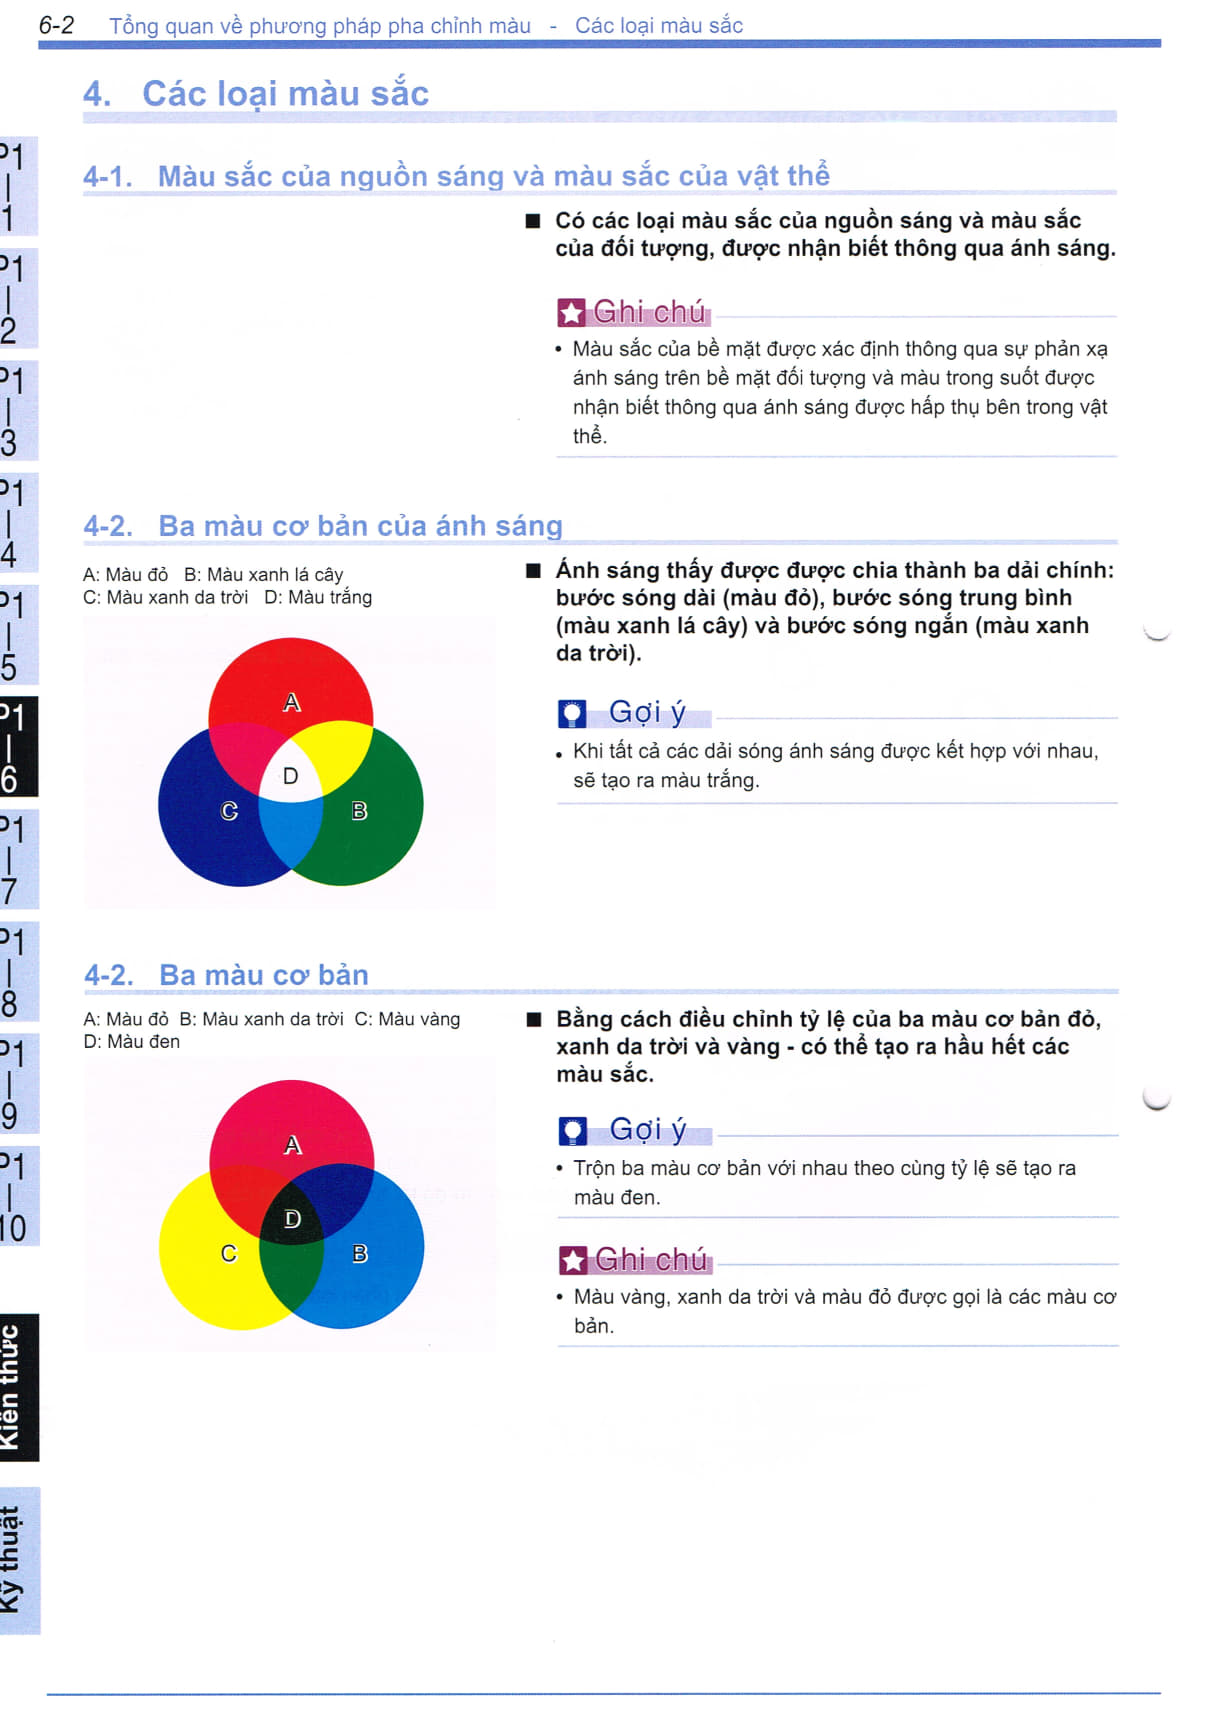 6-2 Tổng quan về phương pháp pha chỉnh màu - Các loại màu sắc
4. Các loại màu sắc
4-1. Màu sắc của nguồn sáng và màu sắc của vật thể
■ Có các loại màu sắc của nguồn sáng và màu sắc
của đối tượng, được nhận biết thông qua ánh sáng.
Ghi chú
• Màu sắc của bề mặt được xác định thông qua sự phản xạ
ánh sáng trên bề mặt đối tượng và màu trong suốt được
nhận biết thông qua ánh sáng được hấp thụ bên trong vật
thể.
4-2. Ba màu cơ bản của ánh sáng
A: Màu đỏ B: Màu xanh lá cây
C: Màu xanh da trời D: Màu trắng
A
D
C
B
■ Ánh sáng thấy được được chia thành ba dải chính:
bước sóng dài (màu đỏ), bước sóng trung bình
(màu xanh lá cây) và bước sóng ngắn (màu xanh
da trời).
Gợi ý
• Khi tất cả các dải sóng ánh sáng được kết hợp với nhau,
sẽ tạo ra màu trắng.
4-2. Ba màu cơ bản
A: Màu đỏ B: Màu xanh da trời C: Màu vàng
D: Màu đen
A
D
C
B
■ Bằng cách điều chỉnh tỷ lệ của ba màu cơ bản đỏ,
xanh da trời và vàng - có thể tạo ra hầu hết các
màu sắc.
Gợi ý
• Trộn ba màu cơ bản với nhau theo cùng tỷ lệ sẽ tạo ra
màu đen.
Ghi chú
• Màu vàng, xanh da trời và màu đỏ được gọi là các màu cơ
bản.
P1
1
P1
2
P1
3
P1
4
P1
5
P1
6
P1
7
P1
8
P1
9
P1
10
Kiến thức
Kỹ thuật